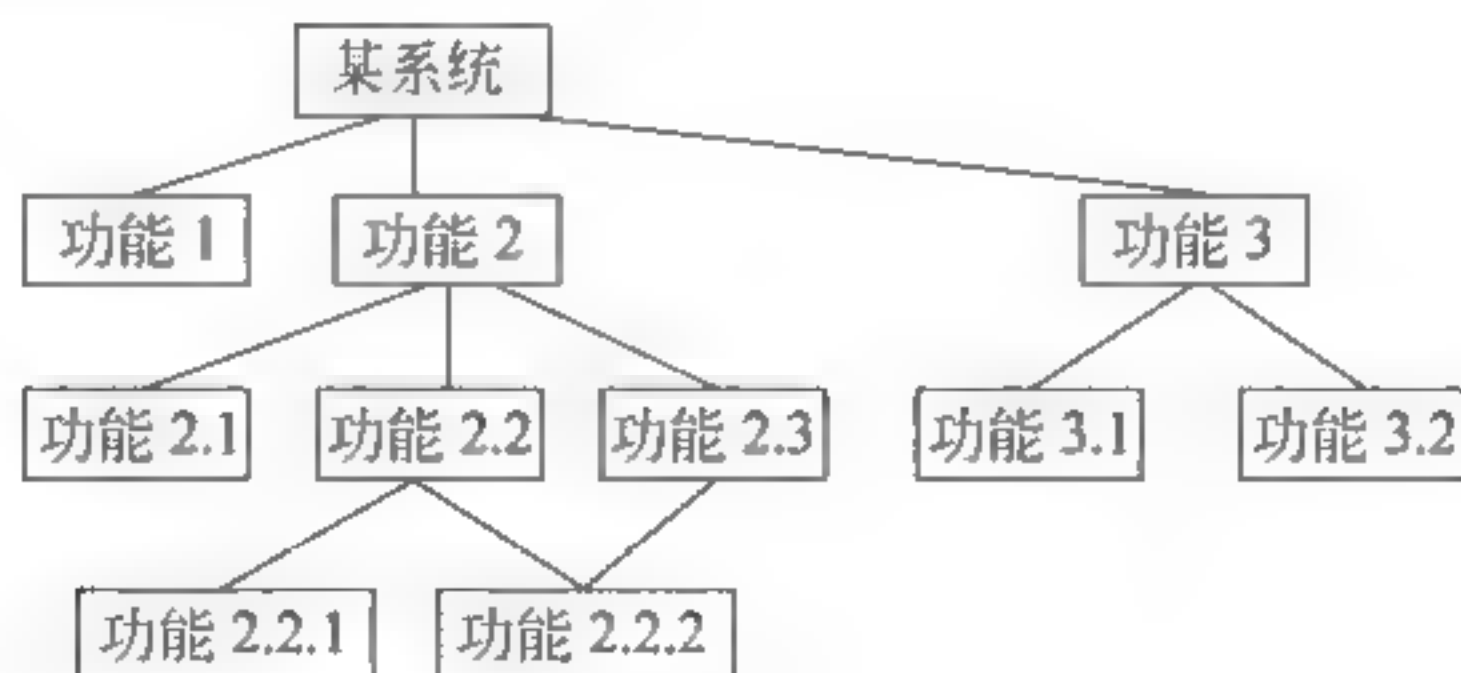 某系统
功能 1
功能 2
功能 3
功能 2.1
功能 2.2
功能 2.3
功能 3.1
功能 3.2
功能 2.2.1
功能 2.2.2